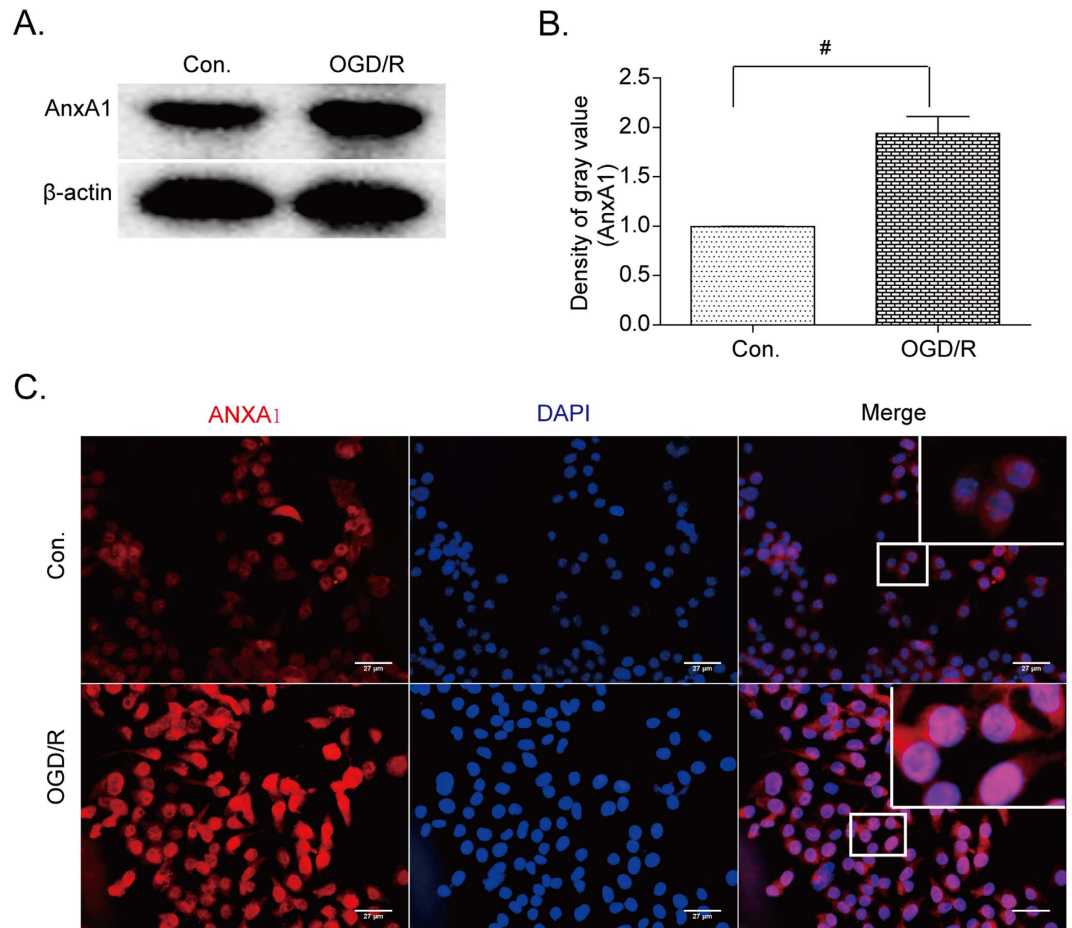 A.
Con. OGD/R
AnxA1
β-actin
B.
#
Density of gray value
(AnxA1)
2.5
2.0
1.5
1.0
0.5
0.0
Con. OGD/R
C.
ANXA1 DAPI Merge
Con.
27 μm 27 μm 27 μm
OGD/R
27 μm 27 μm